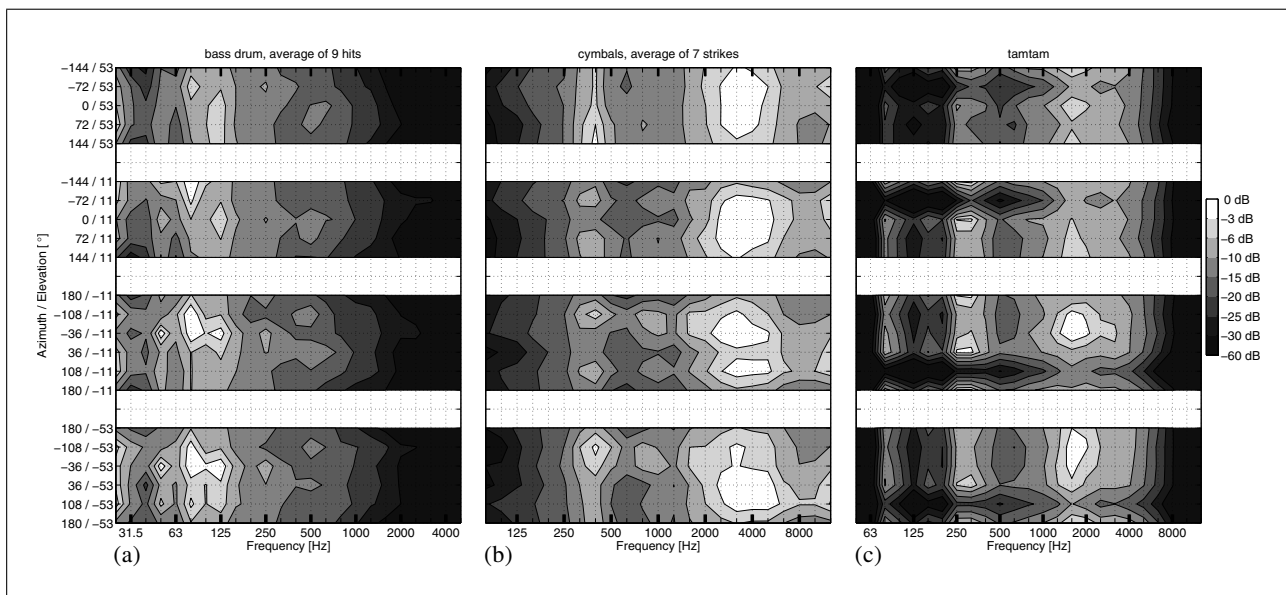 bass drum, average of 9 hits
cymbals, average of 7 strikes
tamtam
Azimuth / Elevation [ ° ]
−144 / 53
−72 / 53
0 / 53
72 / 53
144 / 53
−144 / 11
−72 / 11
0 / 11
72 / 11
144 / 11
180 / −11
−108 / −11
−36 / −11
36 / −11
108 / −11
180 / −11
180 / −53
−108 / −53
−36 / −53
36 / −53
108 / −53
180 / −53
31.5 63 125 250 500 1000 2000 4000
Frequency [Hz]
(a)
125 250 500 1000 2000 4000 8000
Frequency [Hz]
(b)
63 125 250 500 1000 2000 4000 8000
Frequency [Hz]
(c)
0 dB
−3 dB
−6 dB
−10 dB
−15 dB
−20 dB
−25 dB
−30 dB
−60 dB